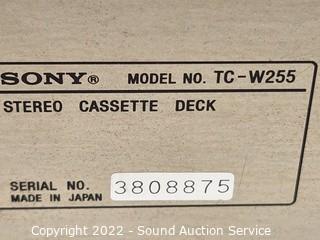 SONY® MODEL NO. TC-W255
STEREO CASSETTE DECK
SERIAL NO. 3808875
MADE IN JAPAN
Copyright 2022 - Sound Auction Service